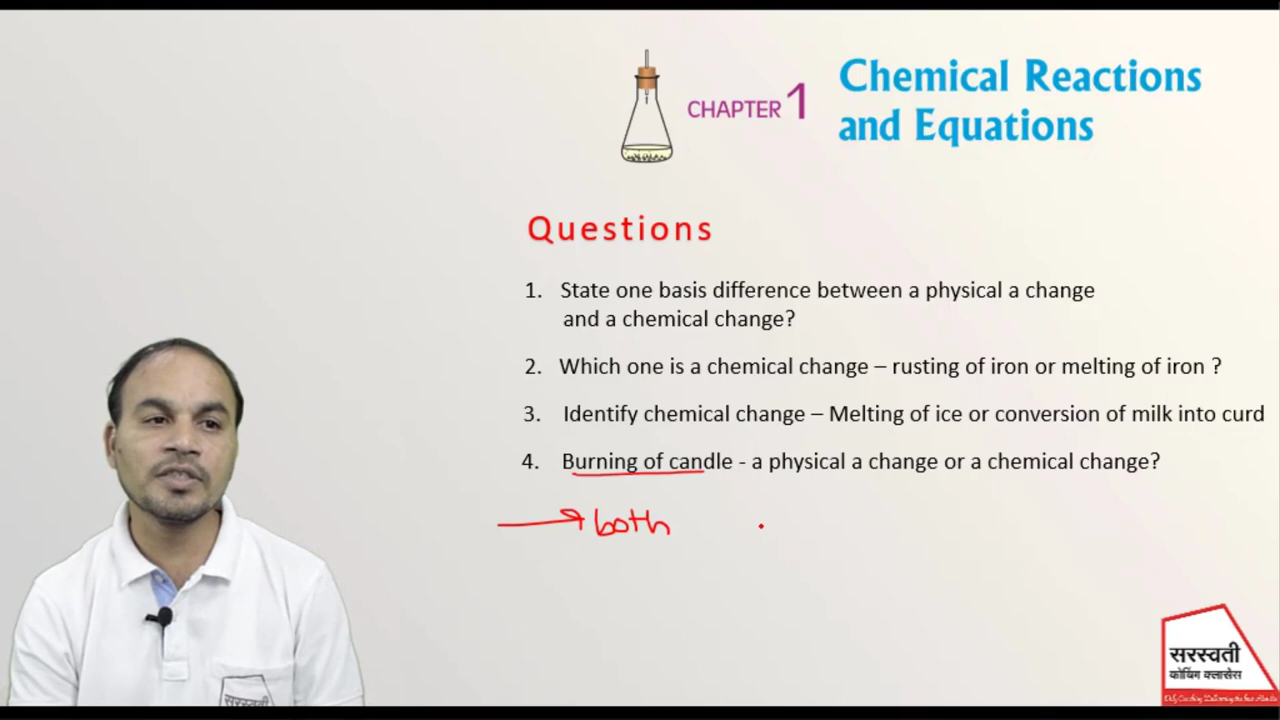 CHAPTER 1
Chemical Reactions
and Equations
Questions
1. State one basis difference between a physical a change
and a chemical change?
2. Which one is a chemical change – rusting of iron or melting of iron ?
3. Identify chemical change – Melting of ice or conversion of milk into curd
4. Burning of candle - a physical a change or a chemical change?
both
सरस्वती
कोचिंग क्लासेस
सरस्वती